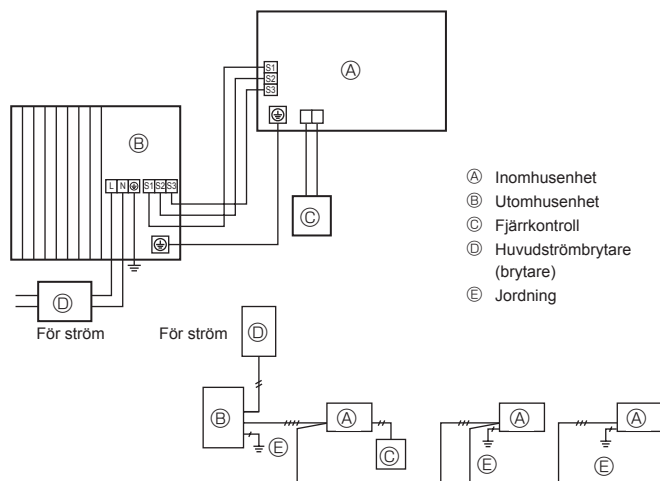 S1
S2
S3
Ⓐ
Ⓑ
L N S1 S2 S3
Ⓒ
Ⓓ
För ström
Ⓐ Inomhusenhet
Ⓑ Utomhusenhet
Ⓒ Fjärrkontroll
Ⓓ Huvudströmbrytare
(brytare)
Ⓔ Jordning
För ström
Ⓓ
Ⓑ
Ⓐ
Ⓐ
Ⓐ
Ⓔ
Ⓒ
Ⓔ
Ⓔ